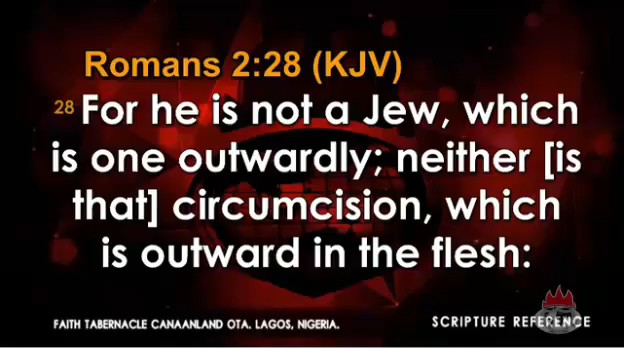 Romans 2:28 (KJV)
28 For he is not a Jew, which
is one outwardly; neither [is
that] circumcision, which
is outward in the flesh:
FAITH TABERNACLE CANAANLAND OTA. LAGOS, NIGERIA.
SCRIPTURE REFERENCE